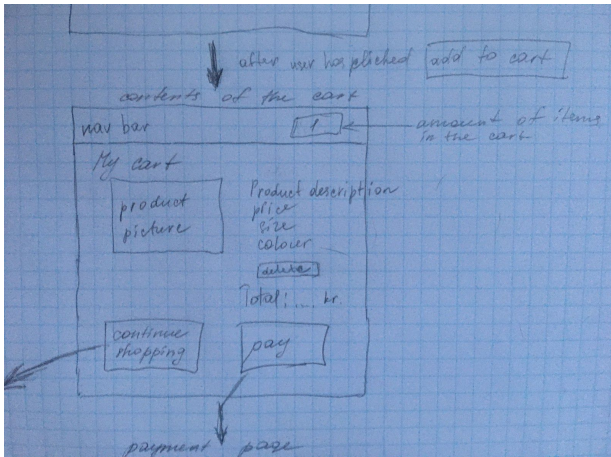 after user has clicked add to cart
contents of the cart
nav bar
1
amount of items
in the cart
My cart
product
picture
Product description
price
size
colour
delete
Total: .... br.
continue
shopping
pay
payment page